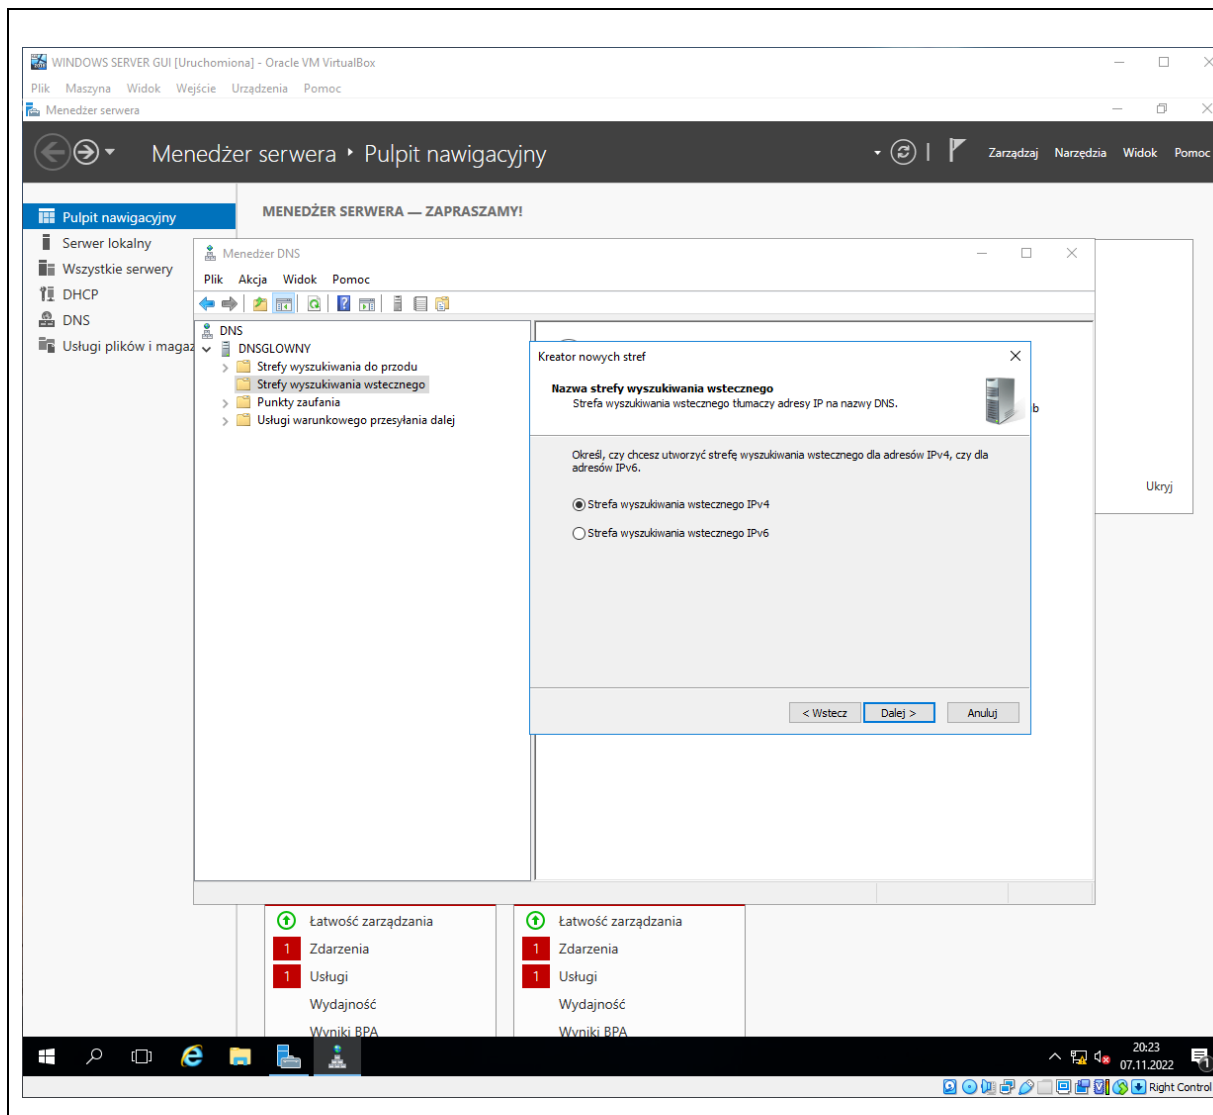 WINDOWS SERVER GUI [Uruchomiona] - Oracle VM VirtualBox
Plik Maszyna Widok Wejście Urządzenia Pomoc
Menedżer serwera
Menedżer serwera Pulpit nawigacyjny
Zarządzaj Narzędzia Widok Pomoc
Pulpit nawigacyjny
Serwer lokalny
Wszystkie serwery
DHCP
DNS
Usługi plików i magaz
MENEDŻER SERWERA — ZAPRASZAMY!
Menedżer DNS
Plik Akcja Widok Pomoc
DNS
DNSGLOWNY
Strefy wyszukiwania do przodu
Strefy wyszukiwania wstecznego
Punkty zaufania
Usługi warunkowego przesyłania dalej
Kreator nowych stref
Nazwa strefy wyszukiwania wstecznego
Strefa wyszukiwania wstecznego tłumaczy adresy IP na nazwy DNS.
b
Określ, czy chcesz utworzyć strefę wyszukiwania wstecznego dla adresów IPv4, czy dla
adresów IPv6.
Strefa wyszukiwania wstecznego IPv4
Strefa wyszukiwania wstecznego IPv6
< Wstecz Dalej > Anuluj
Ukryj
Łatwość zarządzania
1 Zdarzenia
1 Usługi
Wydajność
Wyniki BPA
Łatwość zarządzania
1 Zdarzenia
1 Usługi
Wydajność
Wyniki BPA
20:23
07.11.2022
1
Right Control